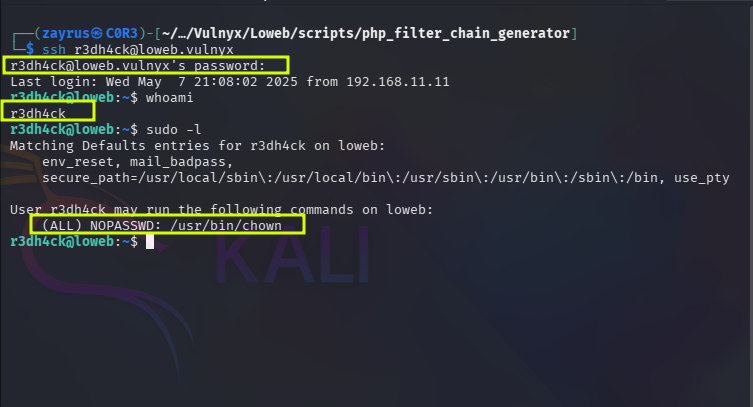 ┌──(zayrus㉿C0R3)-[~/…/Vulnyx/Loweb/scripts/php_filter_chain_generator]
└─$ ssh r3dh4ck@loweb.vulnyx
r3dh4ck@loweb.vulnyx's password:
Last login: Wed May  7 21:08:02 2025 from 192.168.11.11
r3dh4ck@loweb:~$ whoami
r3dh4ck
r3dh4ck@loweb:~$ sudo -l
Matching Defaults entries for r3dh4ck on loweb:
    env_reset, mail_badpass,
    secure_path=/usr/local/sbin\:/usr/local/bin\:/usr/sbin\:/usr/bin\:/sbin\:/bin, use_pty
User r3dh4ck may run the following commands on loweb:
    (ALL) NOPASSWD: /usr/bin/chown
r3dh4ck@loweb:~$
KALI